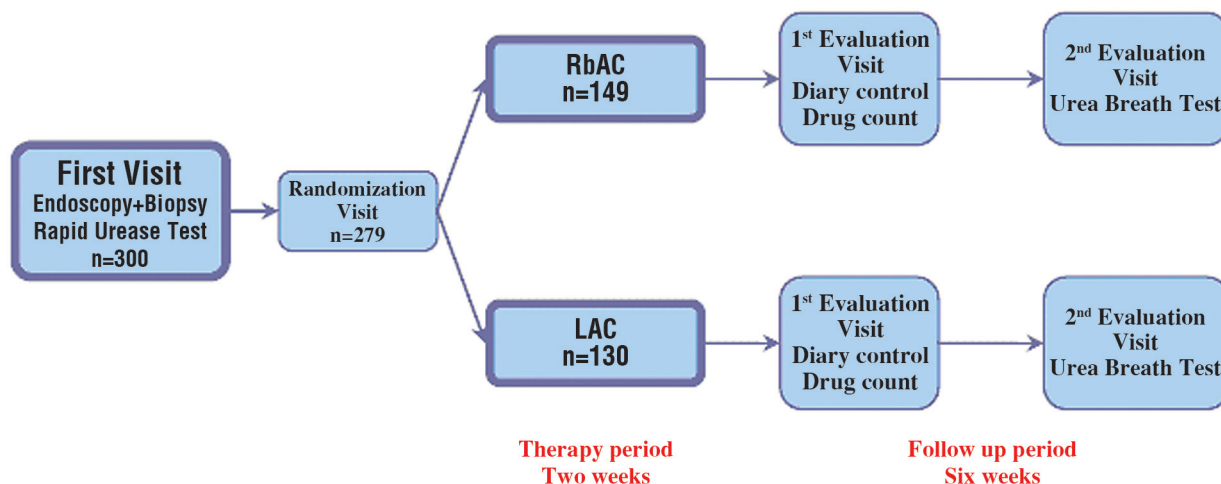 First Visit
Endoscopy+Biopsy
Rapid Urease Test
n=300
Randomization
Visit
n=279
RbAC
n=149
1st Evaluation
Visit
Diary control
Drug count
2nd Evaluation
Visit
Urea Breath Test
LAC
n=130
1st Evaluation
Visit
Diary control
Drug count
2nd Evaluation
Visit
Urea Breath Test
Therapy period
Two weeks
Follow up period
Six weeks